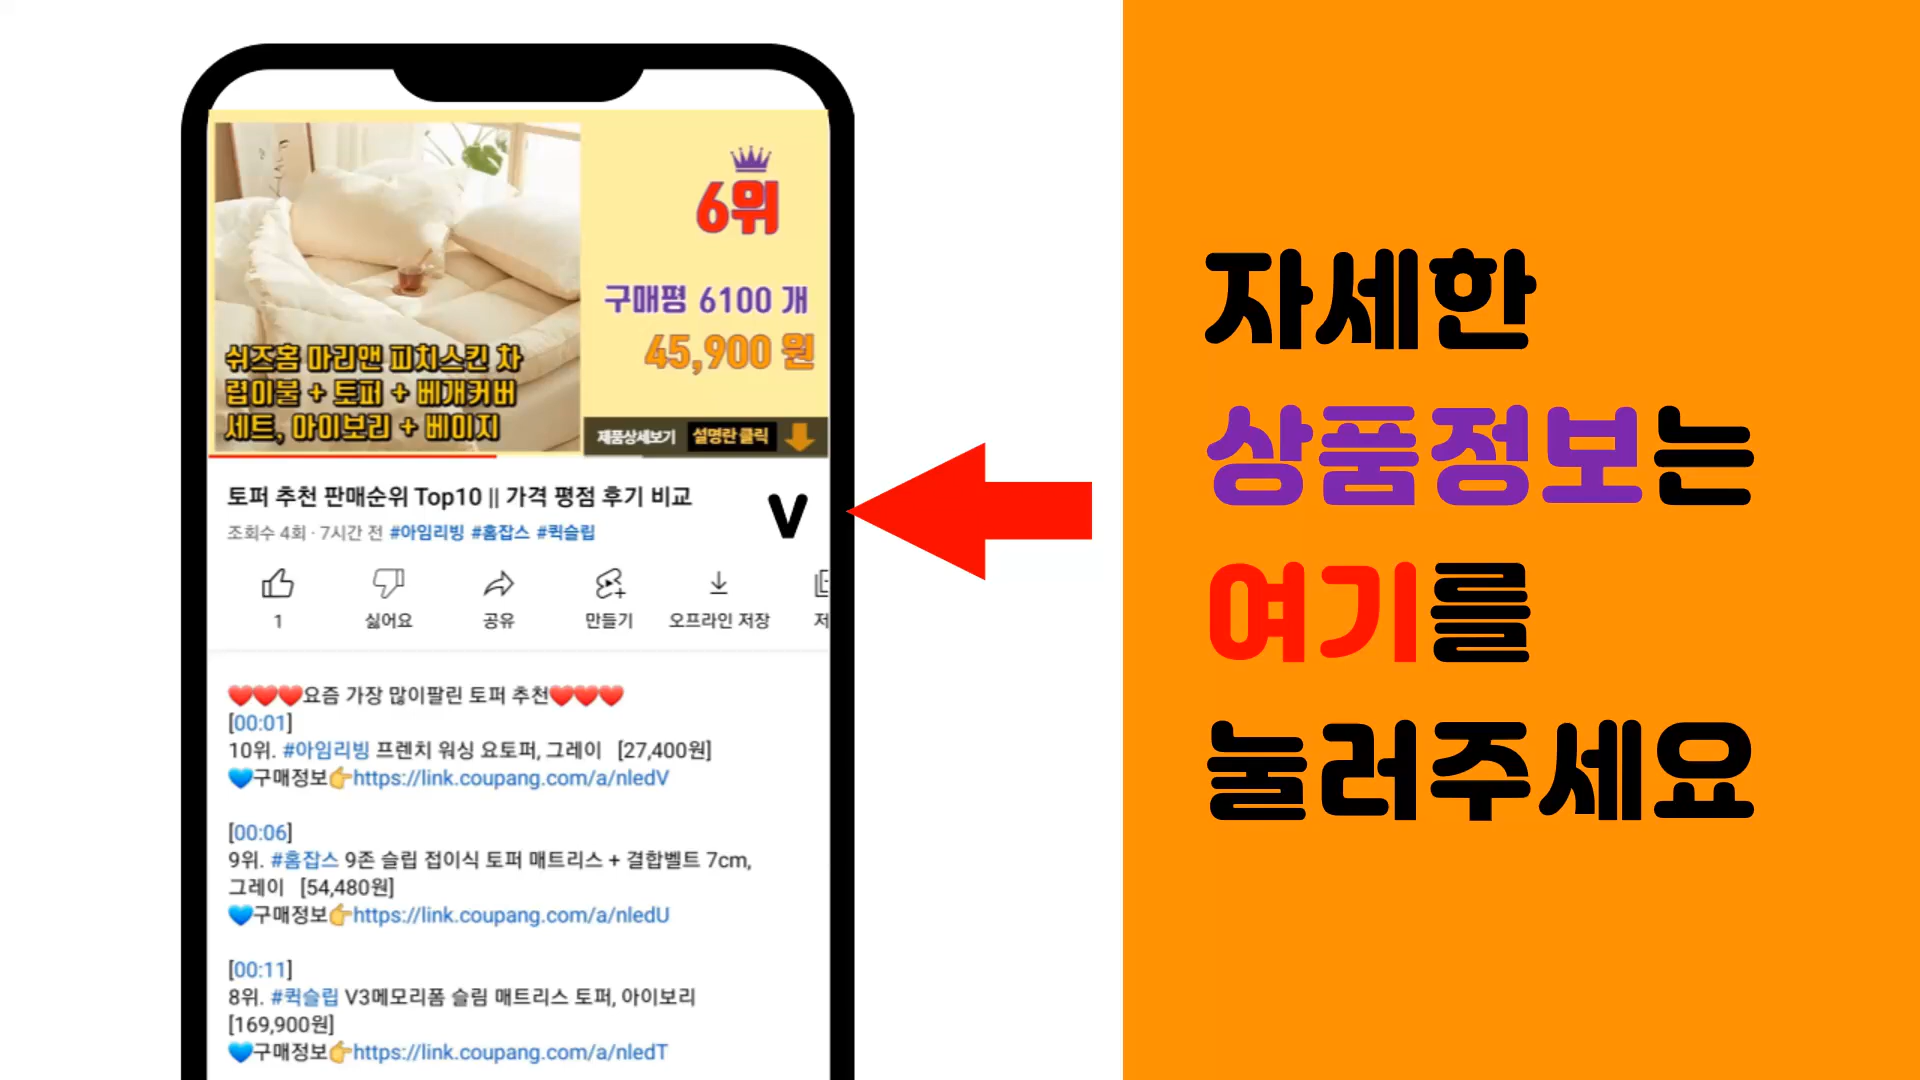 6위
구매평 6100 개
45,900 원
쉬즈홈 마리앤 피치스킨 차
렵이불 + 토퍼 + 베개커버
세트, 아이보리 + 베이지
제품상세보기 설명란 클릭
토퍼 추천 판매순위 Top10 || 가격 평점 후기 비교
V
조회수 4회 · 7시간 전 #아임리빙 #홈잡스 #퀵슬립
1 싫어요 공유 만들기 오프라인 저장 저
❤️❤️❤️요즘 가장 많이팔린 토퍼 추천❤️❤️❤️
[00:01]
10위. #아임리빙 프렌치 워싱 요토퍼, 그레이 [27,400원]
💙구매정보👉https://link.coupang.com/a/nledV
[00:06]
9위. #홈잡스 9존 슬립 접이식 토퍼 매트리스 + 결합벨트 7cm,
그레이 [54,480원]
💙구매정보👉https://link.coupang.com/a/nledU
[00:11]
8위. #퀵슬립 V3메모리폼 슬림 매트리스 토퍼, 아이보리
[169,900원]
💙구매정보👉https://link.coupang.com/a/nledT
자세한
상품정보는
여기를
눌러주세요